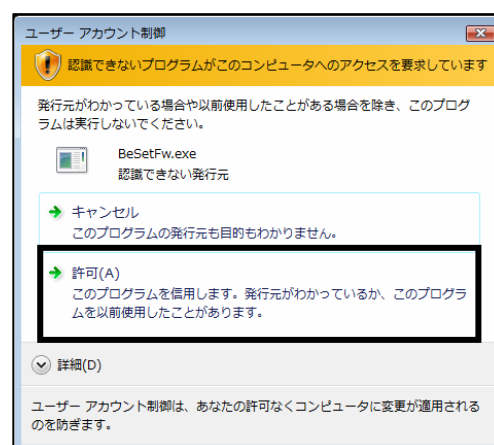 ユーザー アカウント制御
認識できないプログラムがこのコンピュータへのアクセスを要求しています
発行元がわかっている場合や以前使用したことがある場合を除き、このプログ
ラムは実行しないでください。
BeSetFw.exe
認識できない発行元
キャンセル
このプログラムの発行元も目的もわかりません。
許可(A)
このプログラムを信用します。発行元がわかっているか、このプログラ
ムを以前使用したことがあります。
詳細(D)
ユーザー アカウント制御は、あなたの許可なくコンピュータに変更が適用される
のを防ぎます。